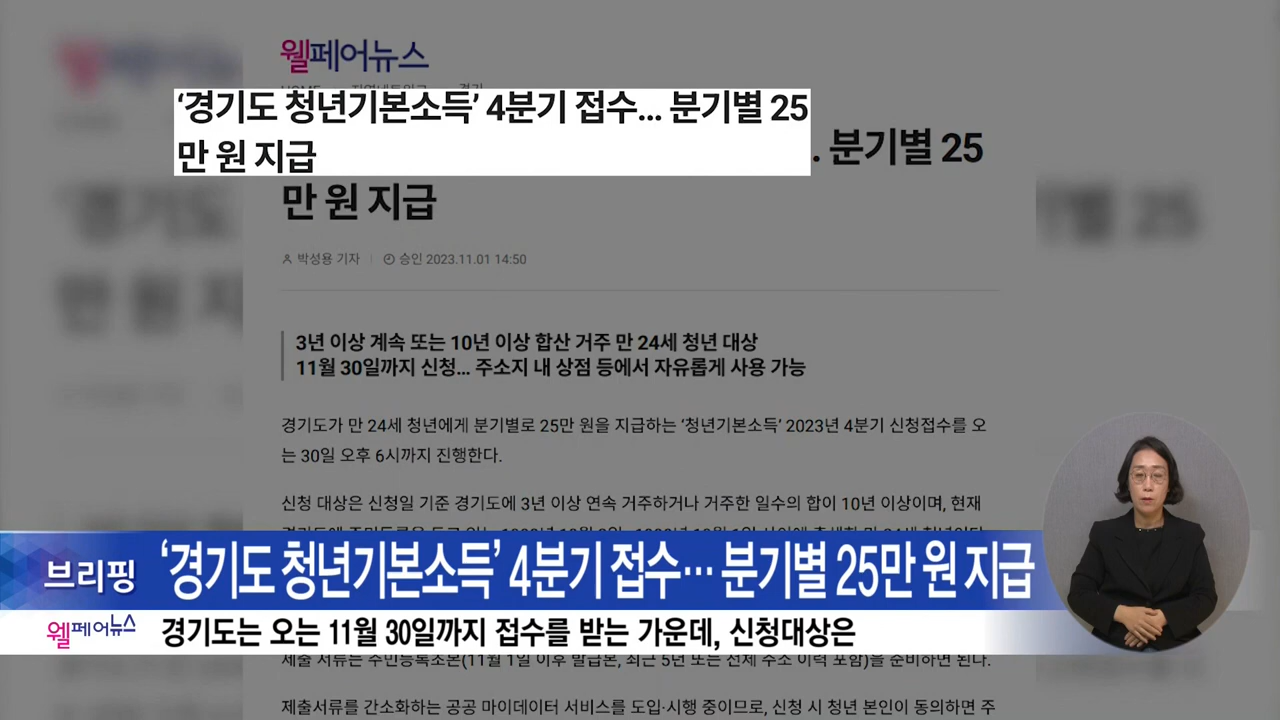 웰페어뉴스
‘경기도 청년기본소득’ 4분기 접수... 분기별 25
만 원 지급
. 분기별 25
만 원 지급
박성용 기자 승인 2023.11.01 14:50
3년 이상 계속 또는 10년 이상 합산 거주 만 24세 청년 대상
11월 30일까지 신청... 주소지 내 상점 등에서 자유롭게 사용 가능
경기도가 만 24세 청년에게 분기별로 25만 원을 지급하는 ‘청년기본소득’ 2023년 4분기 신청접수를 오
는 30일 오후 6시까지 진행한다.
신청 대상은 신청일 기준 경기도에 3년 이상 연속 거주하거나 거주한 일수의 합이 10년 이상이며, 현재
브리핑 ‘경기도 청년기본소득’ 4분기 접수… 분기별 25만 원 지급
웰페어뉴스 경기도는 오는 11월 30일까지 접수를 받는 가운데, 신청대상은
제출 서류는 주민등록초본(11월 1일 이후 발급본, 최근 5년 또는 전체 주소 이력 포함)을 준비하면 된다.
제출서류를 간소화하는 공공 마이데이터 서비스를 도입·시행 중이므로, 신청 시 청년 본인이 동의하면 주